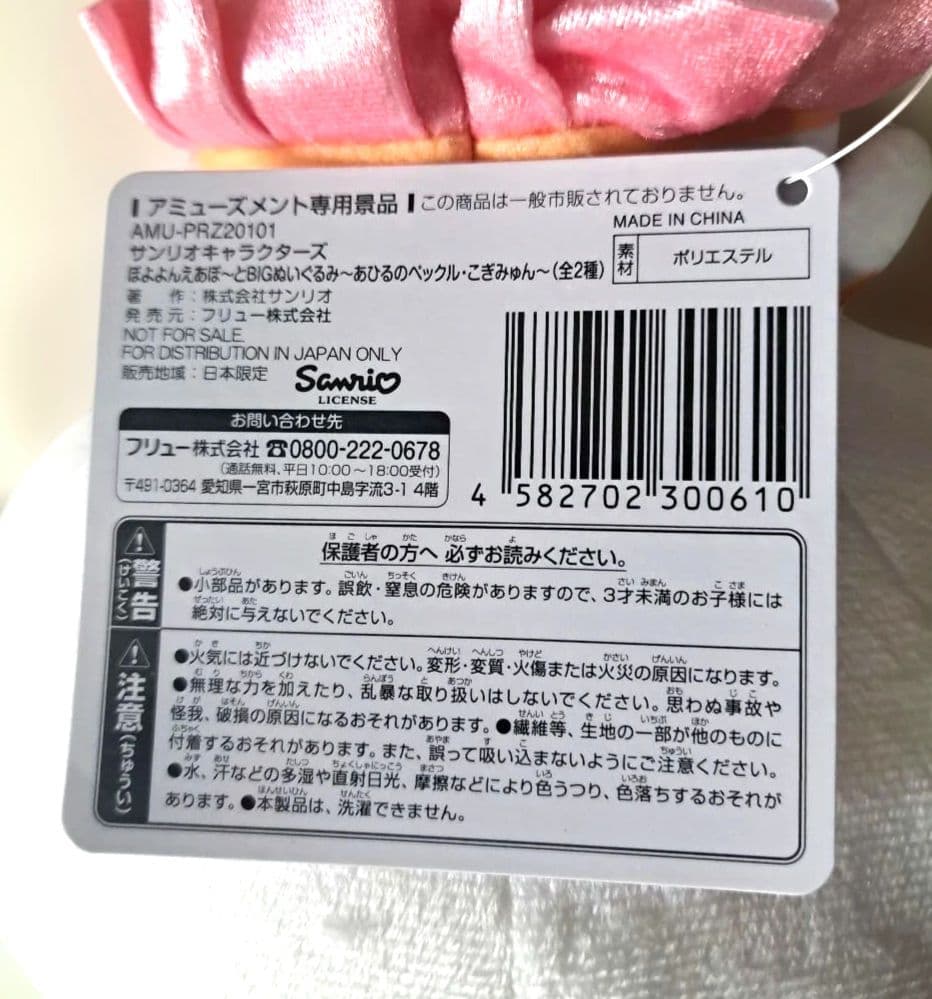 アミューズメント専用景品 この商品は一般市販されておりません。
AMU-PRZ20101
MADE IN CHINA
サンリオキャラクターズ
素材 ポリエステル
ぽよよんえあぽ〜とBIGぬいぐるみ〜あひるのペックル・こぎみゅん〜(全2種)
著 作：株式会社サンリオ
発売元：フリュー株式会社
NOT FOR SALE.
FOR DISTRIBUTION IN JAPAN ONLY
販売地域：日本限定
Sanrio
LICENSE
お問い合わせ先
フリュー株式会社 ☎0800-222-0678
(通話無料、平日10:00〜18:00受付)
〒491-0364 愛知県一宮市萩原町中島字流3-1 4階
4 582702 300610
警告(けいこく)
保護者の方へ 必ずお読みください。
●小部品があります。誤飲・窒息の危険がありますので、3才未満のお子様には
絶対に与えないでください。
注意(ちゅうい)
●火気には近づけないでください。変形・変質・火傷または火災の原因になります。
●無理な力を加えたり、乱暴な取り扱いはしないでください。思わぬ事故や
怪我、破損の原因になるおそれがあります。●繊維等、生地の一部が他のものに
付着するおそれがあります。また、誤って吸い込まないようにご注意ください。
●水、汗などの多湿や直射日光、摩擦などにより色うつり、色落ちするおそれが
あります。●本製品は、洗濯できません。